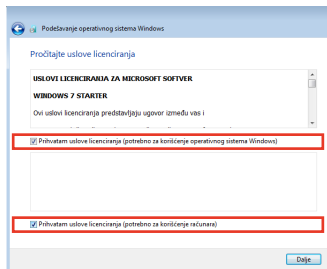 Podešavanje operativnog sistema Windows
Pročitajte uslove licenciranja
USLOVI LICENCIRANJA ZA MICROSOFT SOFTVER
WINDOWS 7 STARTER
Ovi uslovi licenciranja predstavljaju ugovor između vas i
Prihvatam uslove licenciranja (potrebno za korišćenje operativnog sistema Windows)
Prihvatam uslove licenciranja (potrebno za korišćenje računara)
Dalje